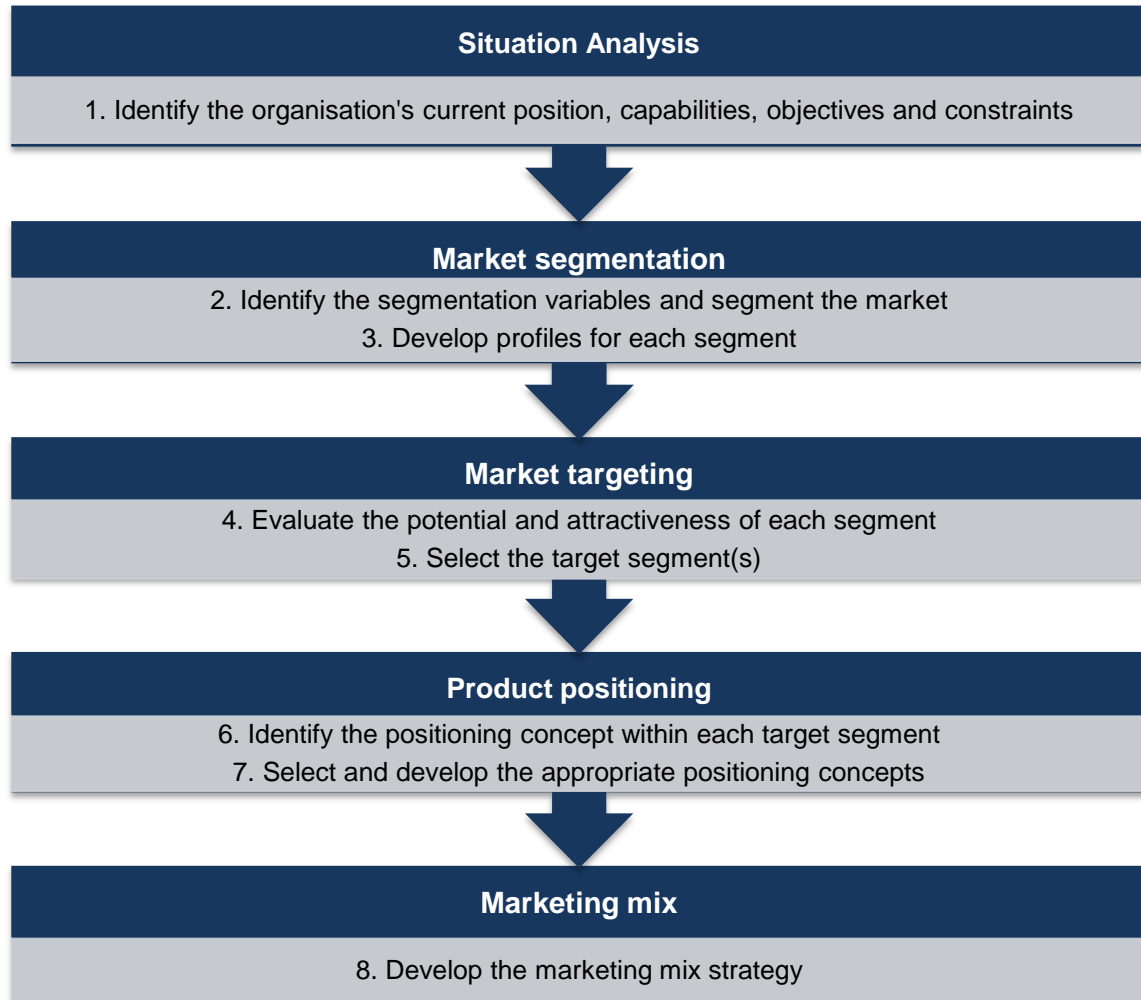 Situation Analysis
1. Identify the organisation's current position, capabilities, objectives and constraints
Market segmentation
2. Identify the segmentation variables and segment the market
3. Develop profiles for each segment
Market targeting
4. Evaluate the potential and attractiveness of each segment
5. Select the target segment(s)
Product positioning
6. Identify the positioning concept within each target segment
7. Select and develop the appropriate positioning concepts
Marketing mix
8. Develop the marketing mix strategy